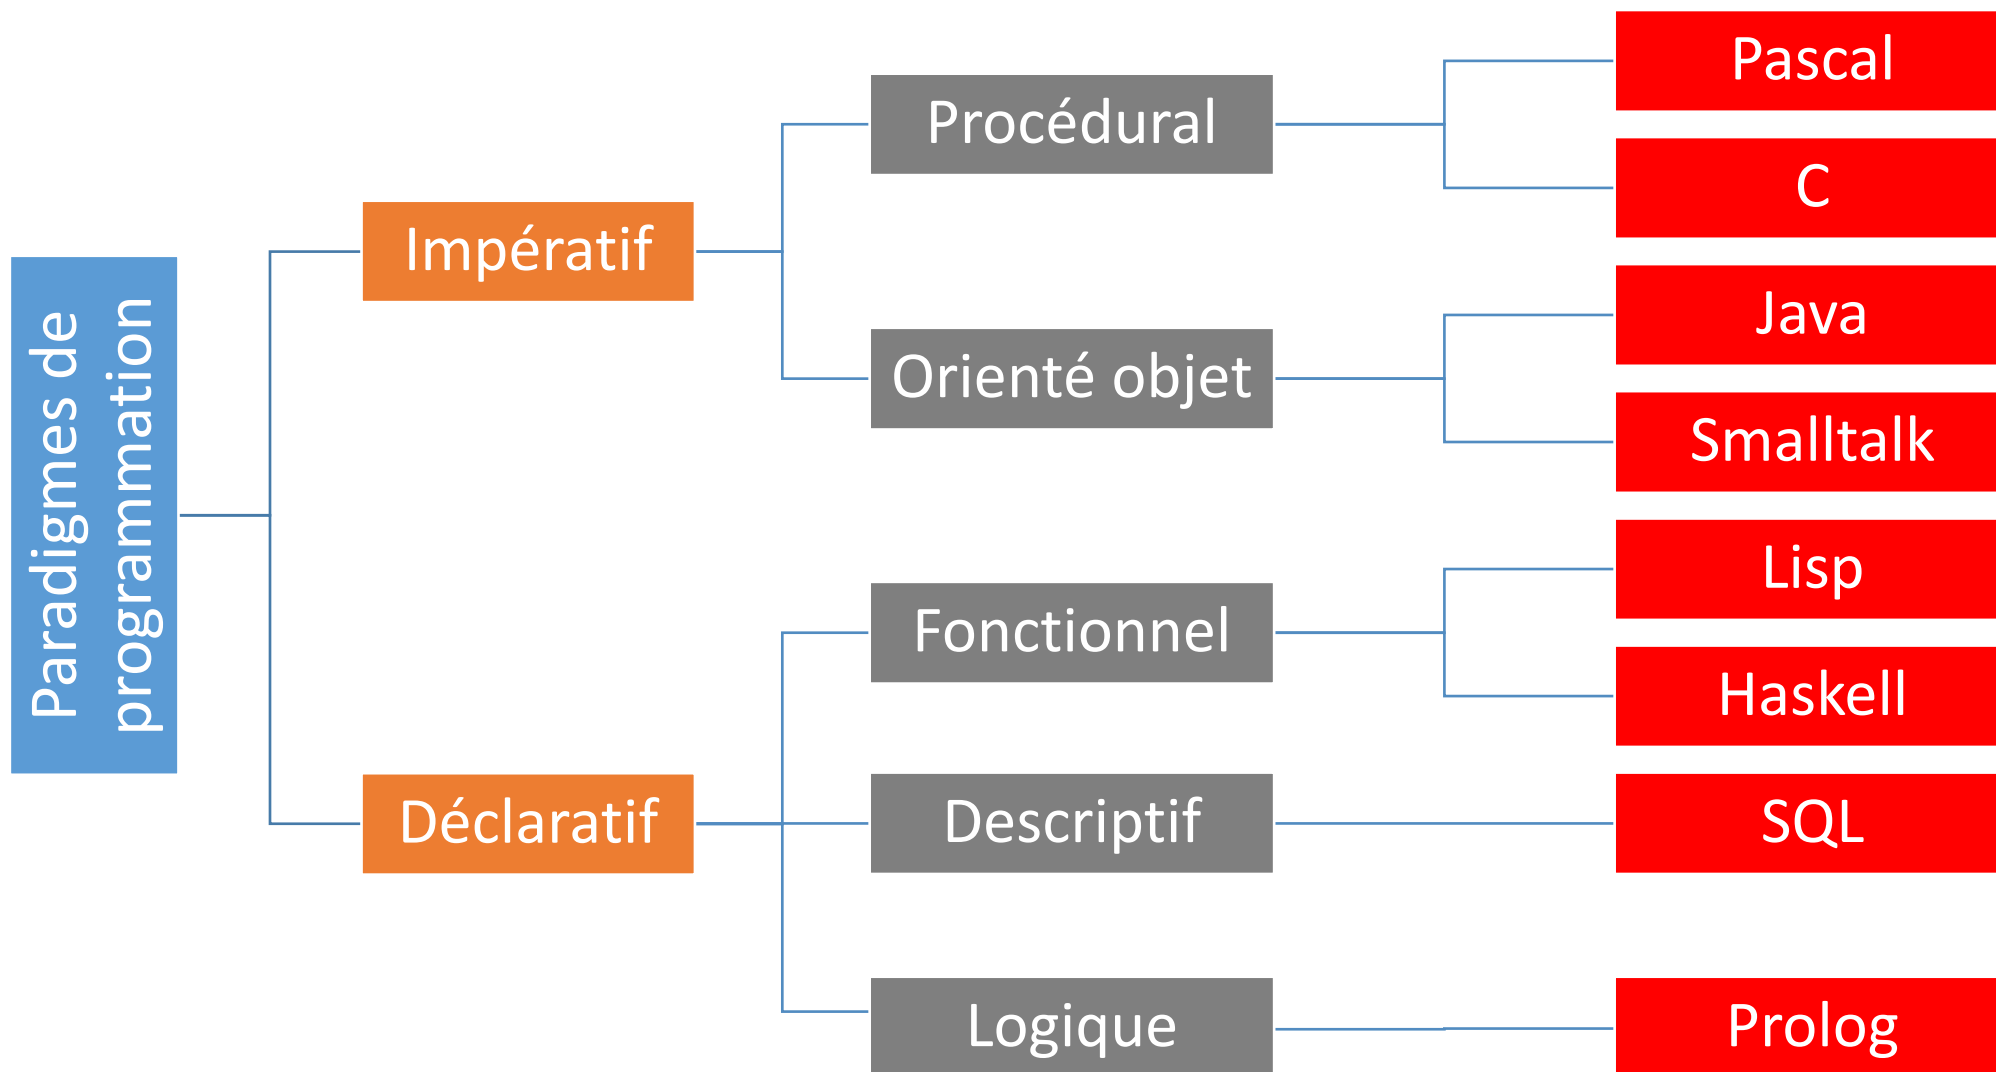 Paradigmes de
programmation
Impératif
Déclaratif
Procédural
Orienté objet
Fonctionnel
Descriptif
Logique
Pascal
C
Java
Smalltalk
Lisp
Haskell
SQL
Prolog